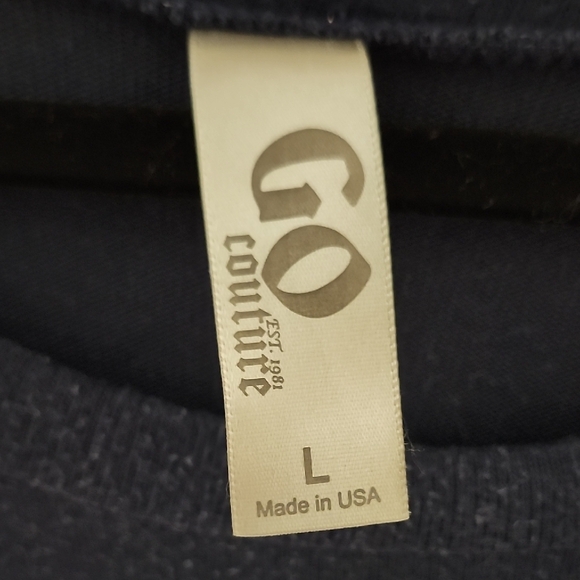 GO
couture
EST. 1981
L
Made in USA